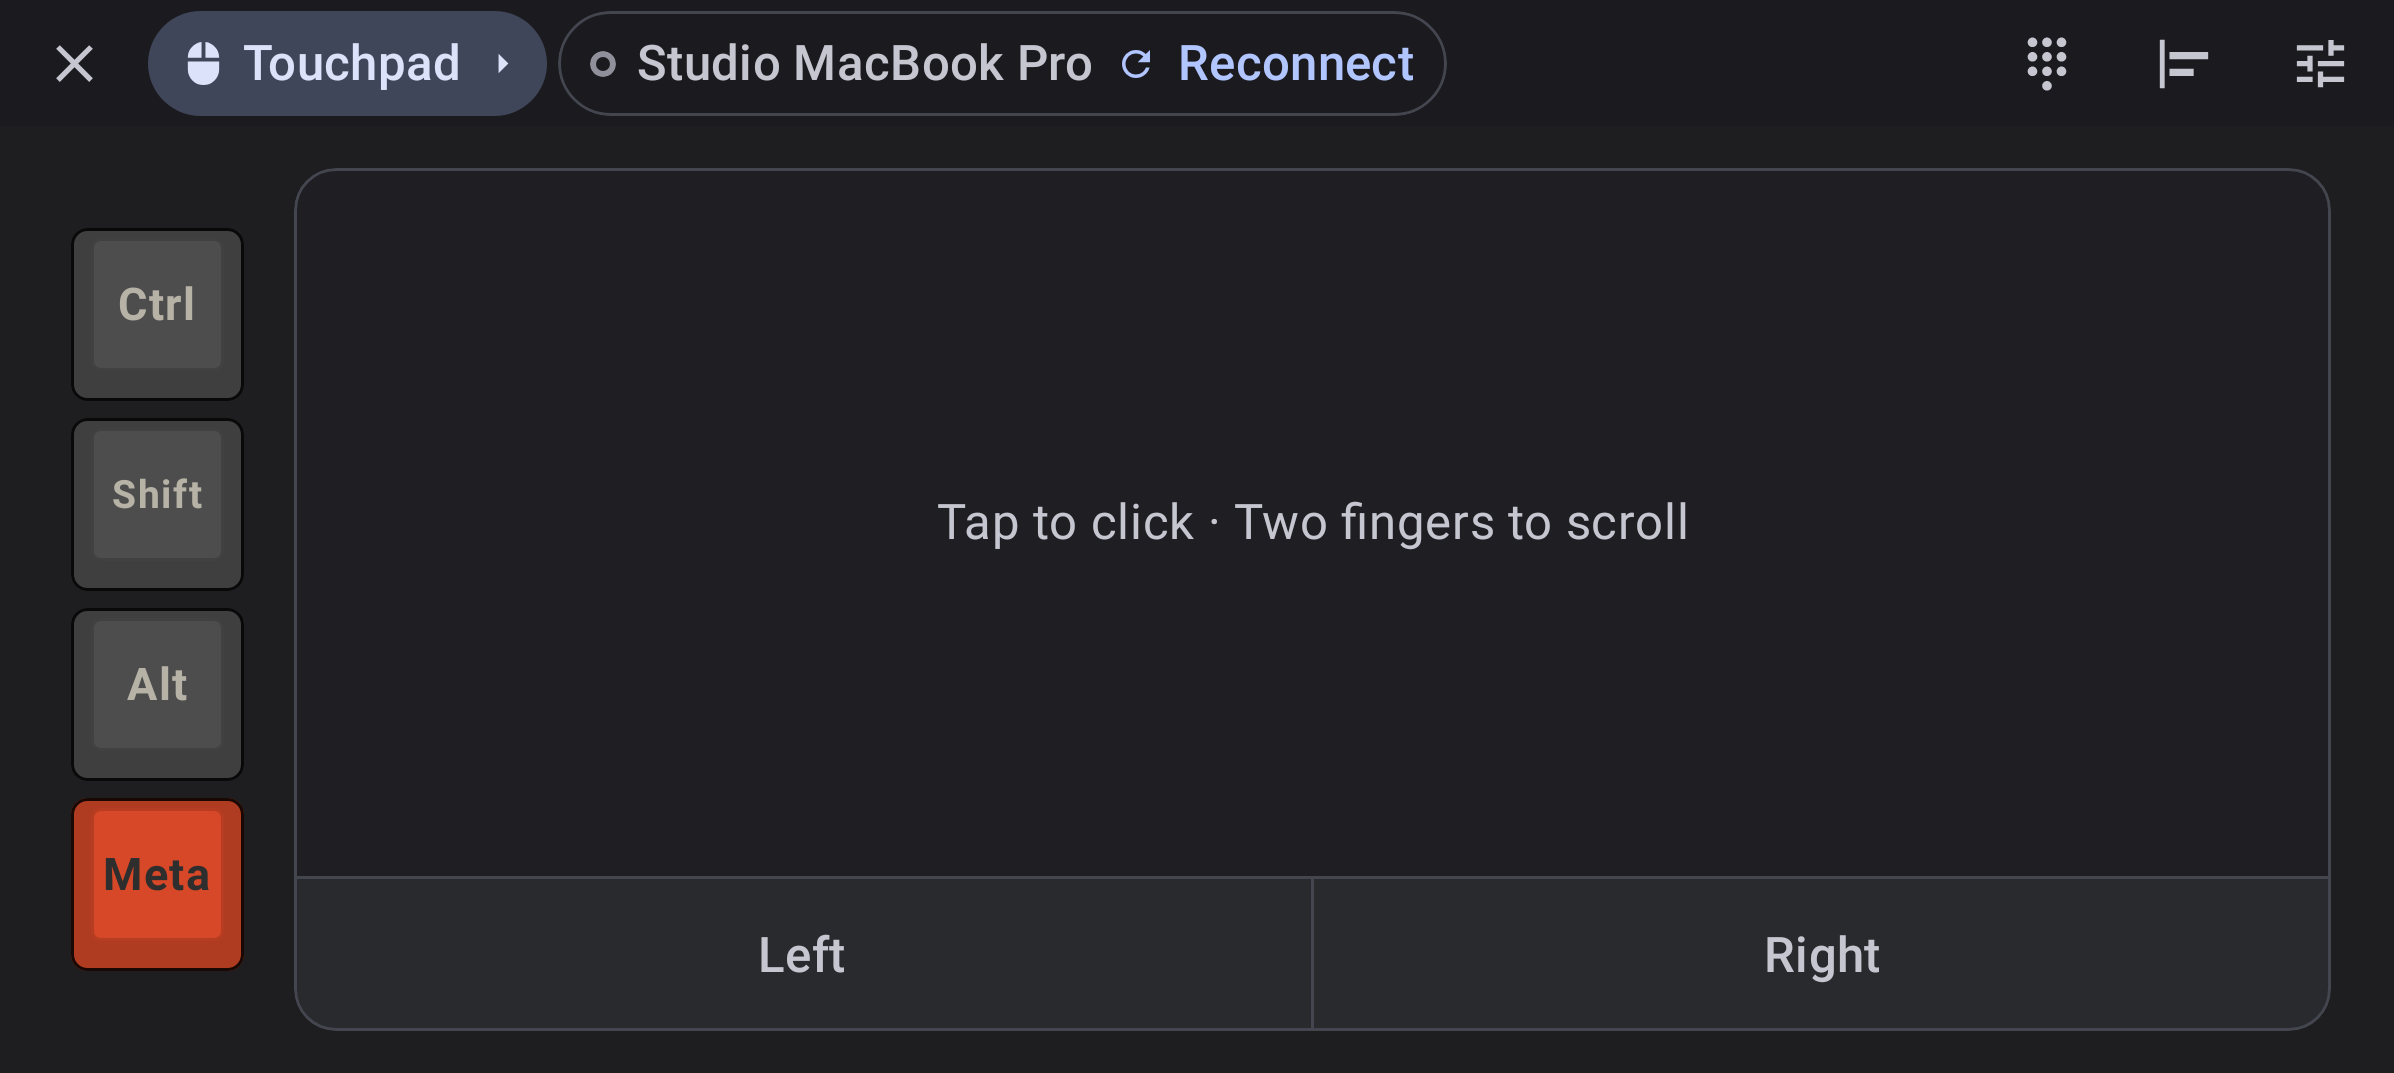 Touchpad
Studio MacBook Pro Reconnect
Ctrl
Shift
Alt
Meta
Tap to click · Two fingers to scroll
Left
Right